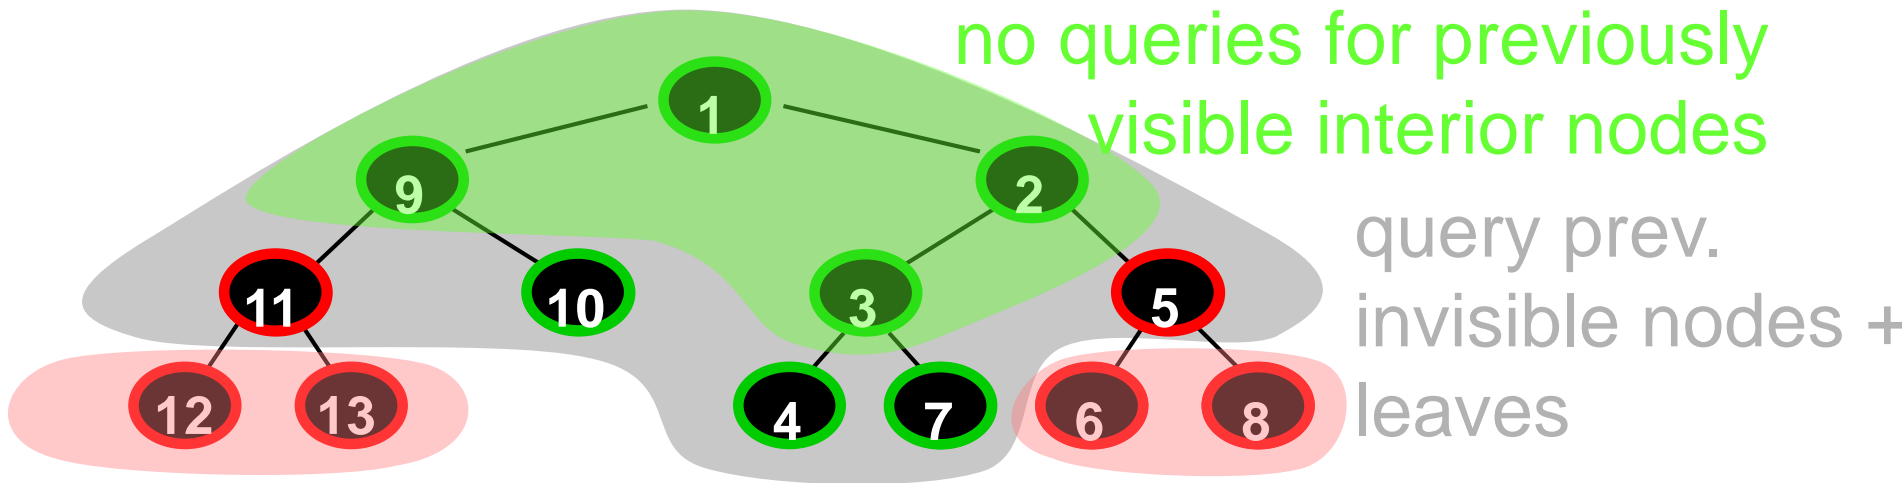 no queries for previously
visible interior nodes
query prev.
invisible nodes +
leaves
1
9
2
11
10
3
5
12
13
4
7
6
8